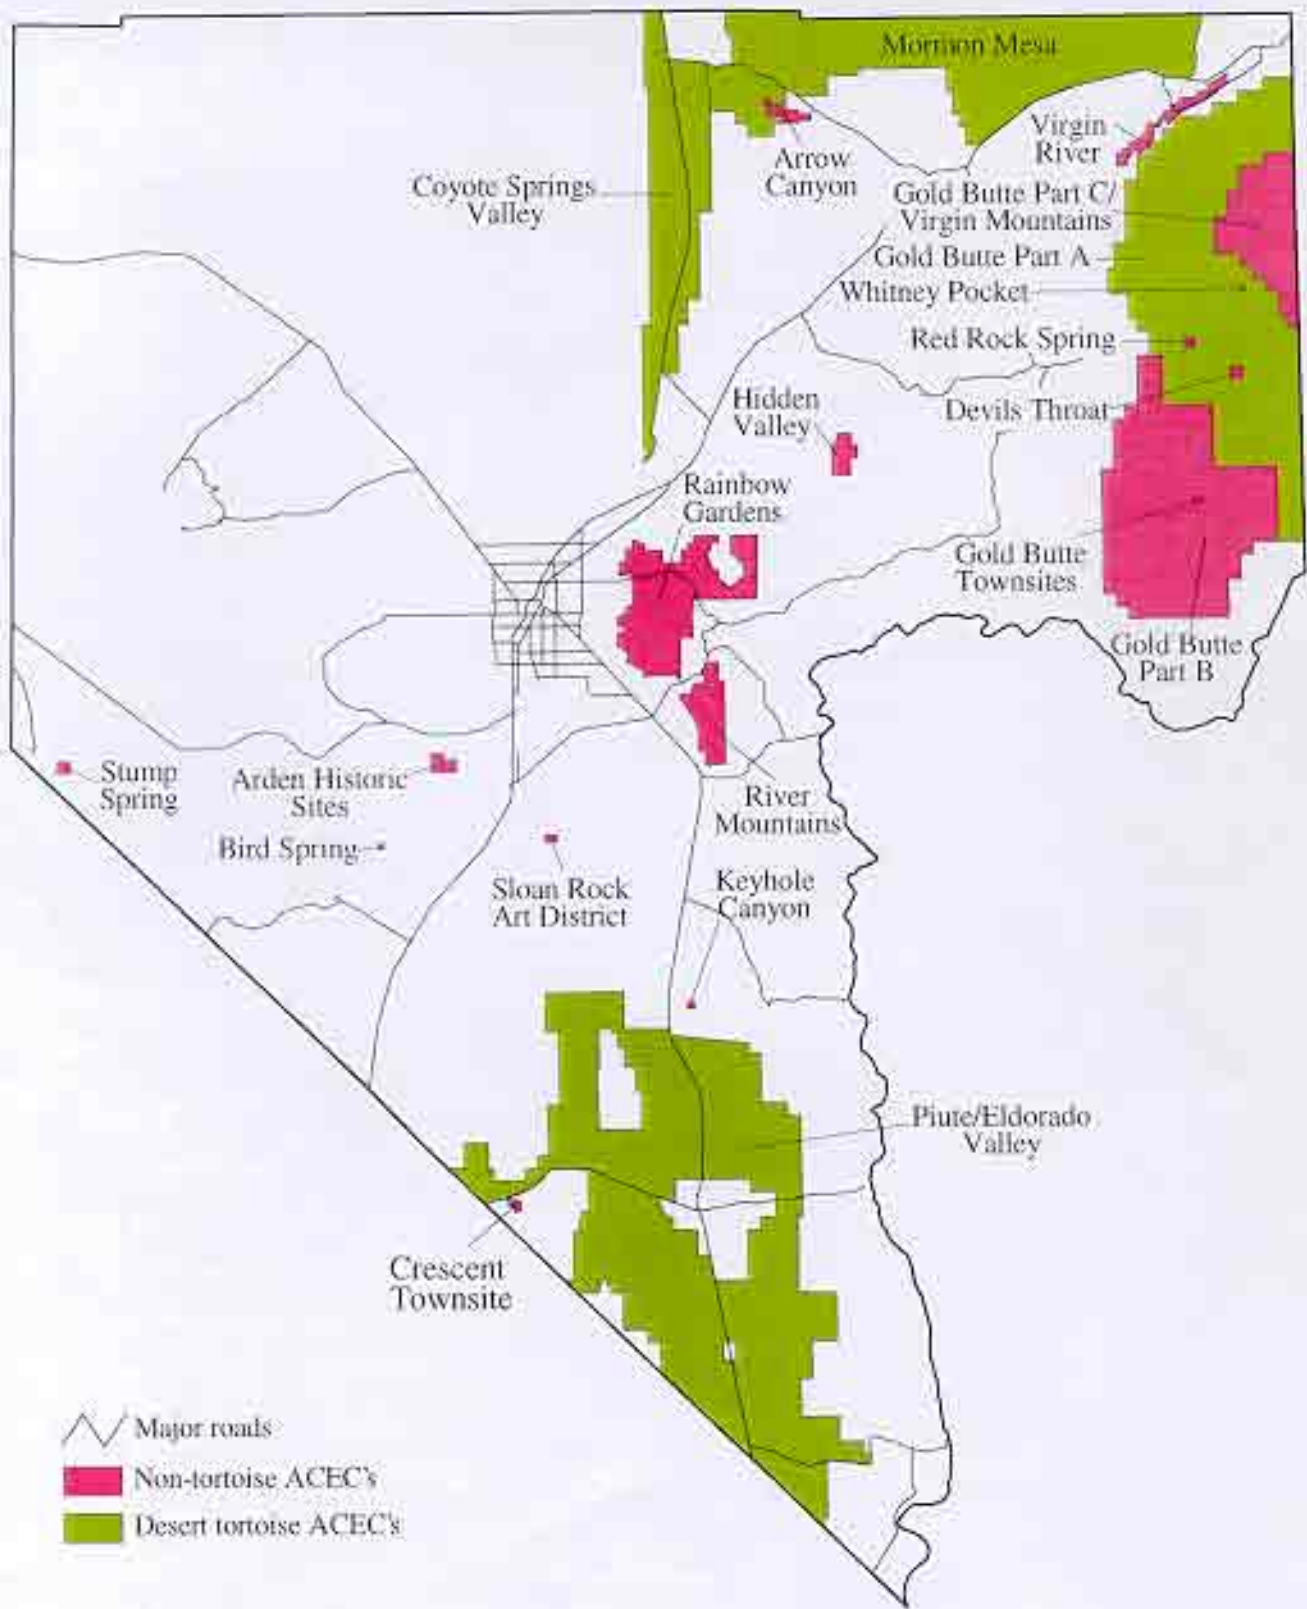 Mormon Mesa
Virgin
River
Arrow
Canyon
Coyote Springs
Valley
Gold Butte Part C/
Virgin Mountains
Gold Butte Part A
Whitney Pocket
Red Rock Spring
Hidden
Valley
Devils Throat
Rainbow
Gardens
Gold Butte
Townsites
Gold Butte
Part B
Stump
Spring
Arden Historic
Sites
River
Mountains
Bird Spring
Sloan Rock
Art District
Keyhole
Canyon
Piute/Eldorado
Valley
Crescent
Townsite
Major roads
Non-tortoise ACEC's
Desert tortoise ACEC's